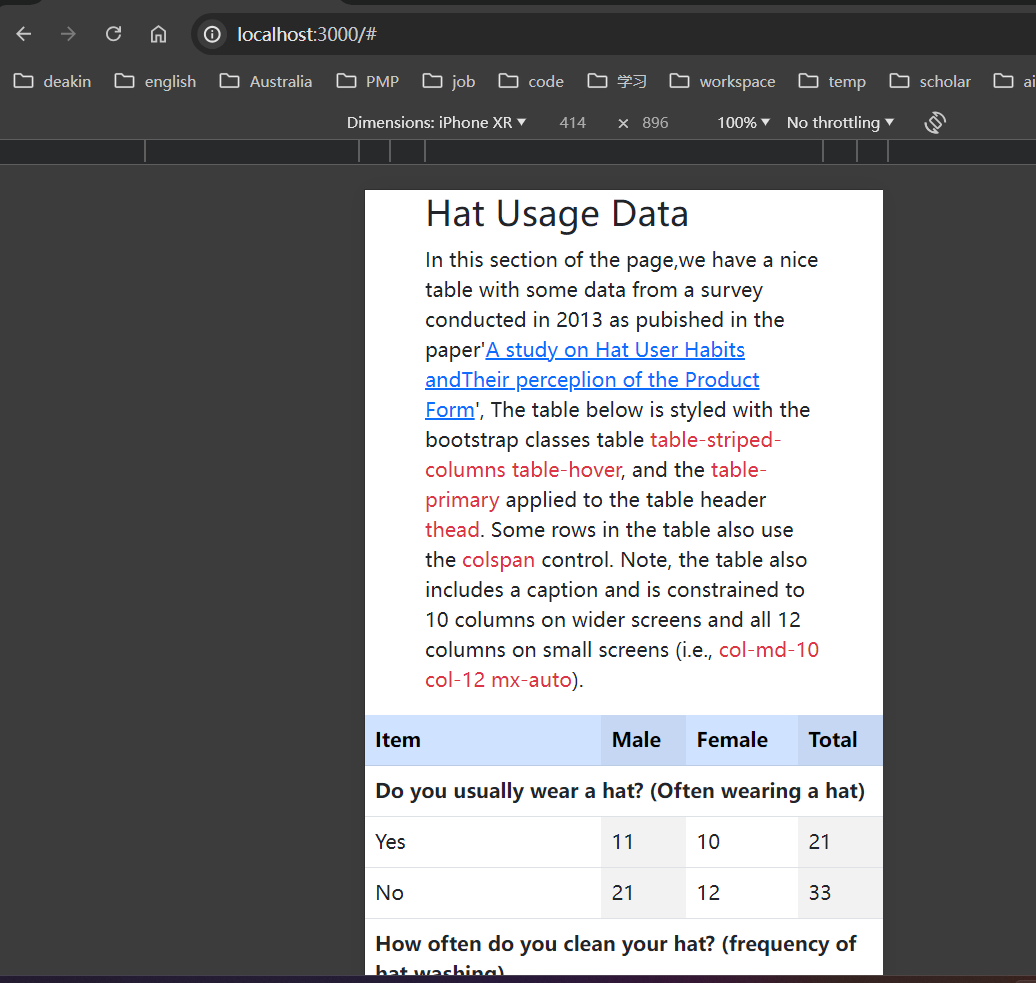 localhost:3000/#
deakin english Australia PMP job code 学习 workspace temp scholar ai
Dimensions: iPhone XR 414 × 896 100% No throttling
Hat Usage Data
In this section of the page,we have a nice
table with some data from a survey
conducted in 2013 as pubished in the
paper'A study on Hat User Habits
andTheir perceplion of the Product
Form', The table below is styled with the
bootstrap classes table table-striped-
columns table-hover, and the table-
primary applied to the table header
thead. Some rows in the table also use
the colspan control. Note, the table also
includes a caption and is constrained to
10 columns on wider screens and all 12
columns on small screens (i.e., col-md-10
col-12 mx-auto).
Item Male Female Total
Do you usually wear a hat? (Often wearing a hat)
Yes 11 10 21
No 21 12 33
How often do you clean your hat? (frequency of
hat washing)